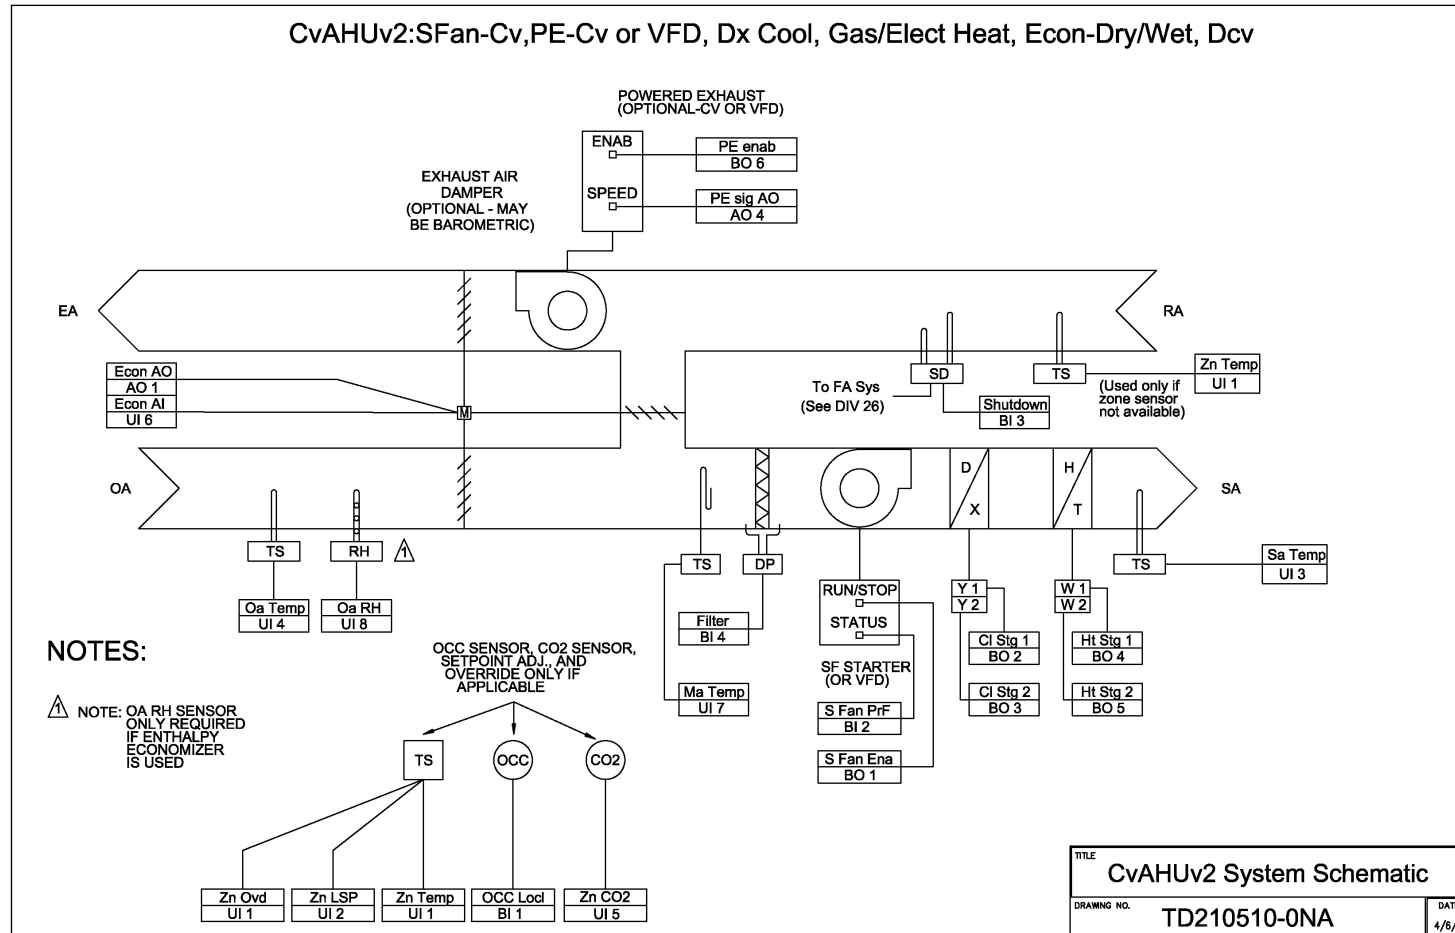 CvAHUv2:SFan-Cv,PE-Cv or VFD, Dx Cool, Gas/Elect Heat, Econ-Dry/Wet, Dcv
POWERED EXHAUST
(OPTIONAL-CV OR VFD)
ENAB
PE enab
BO 6
SPEED
PE sig AO
AO 4
EXHAUST AIR
DAMPER
(OPTIONAL - MAY
BE BAROMETRIC)
EA
RA
Econ AO
AO 1
Econ AI
UI 6
M
SD
To FA Sys
(See DIV 26)
Shutdown
BI 3
TS
(Used only if
zone sensor
not available)
Zn Temp
UI 1
OA
SA
TS
Oa Temp
UI 4
RH
1
Oa RH
UI 8
TS
DP
Filter
BI 4
Ma Temp
UI 7
RUN/STOP
STATUS
SF STARTER
(OR VFD)
S Fan PrF
BI 2
S Fan Ena
BO 1
D
X
Y 1
Y 2
Cl Stg 1
BO 2
Cl Stg 2
BO 3
H
T
W 1
W 2
Ht Stg 1
BO 4
Ht Stg 2
BO 5
TS
Sa Temp
UI 3
NOTES:
1 NOTE: OA RH SENSOR
ONLY REQUIRED
IF ENTHALPY
ECONOMIZER
IS USED
OCC SENSOR, CO2 SENSOR,
SETPOINT ADJ., AND
OVERRIDE ONLY IF
APPLICABLE
TS
OCC
CO2
Zn Ovd
UI 1
Zn LSP
UI 2
Zn Temp
UI 1
OCC Locl
BI 1
Zn CO2
UI 5
TITLE
CvAHUv2 System Schematic
DRAWING NO.
TD210510-0NA
DAT
4/6/